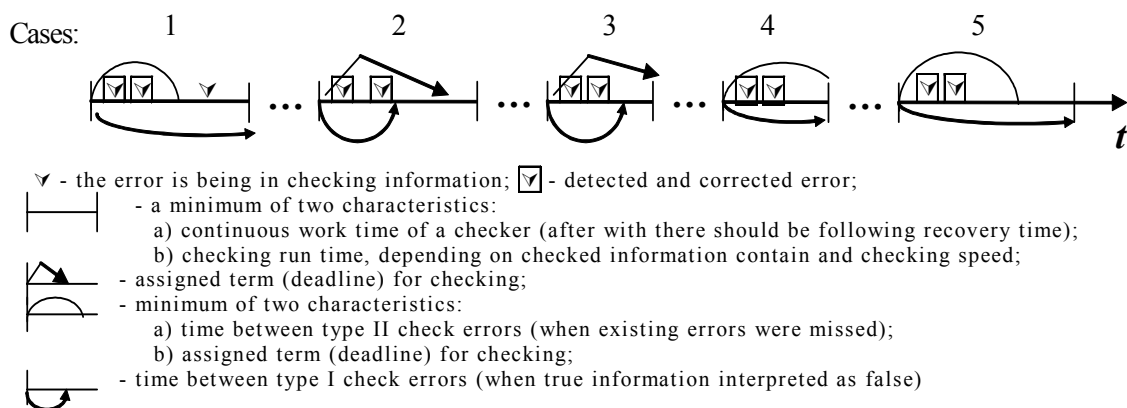 Cases: 1 2 3 4 5
... ... ... ...
t
- the error is being in checking information; - detected and corrected error;
- a minimum of two characteristics:
a) continuous work time of a checker (after with there should be following recovery time);
b) checking run time, depending on checked information contain and checking speed;
- assigned term (deadline) for checking;
- minimum of two characteristics:
a) time between type II check errors (when existing errors were missed);
b) assigned term (deadline) for checking;
- time between type I check errors (when true information interpreted as false)